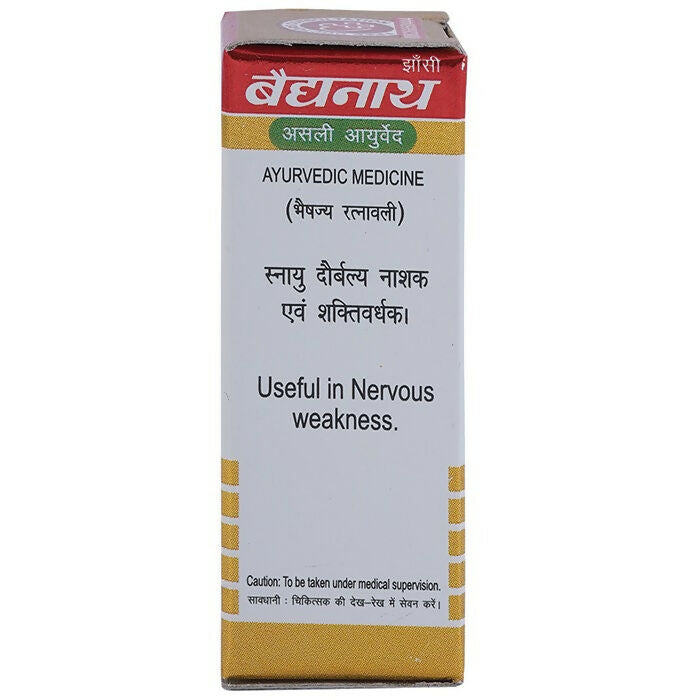 झाँसी
बैद्यनाथ
असली आयुर्वेद
AYURVEDIC MEDICINE
(भैषज्य रत्नावली)
स्नायु दौर्बल्य नाशक
एवं शक्तिवर्धक।
Useful in Nervous
weakness.
Caution: To be taken under medical supervision.
सावधानी : चिकित्सक की देख–रेख में सेवन करें।